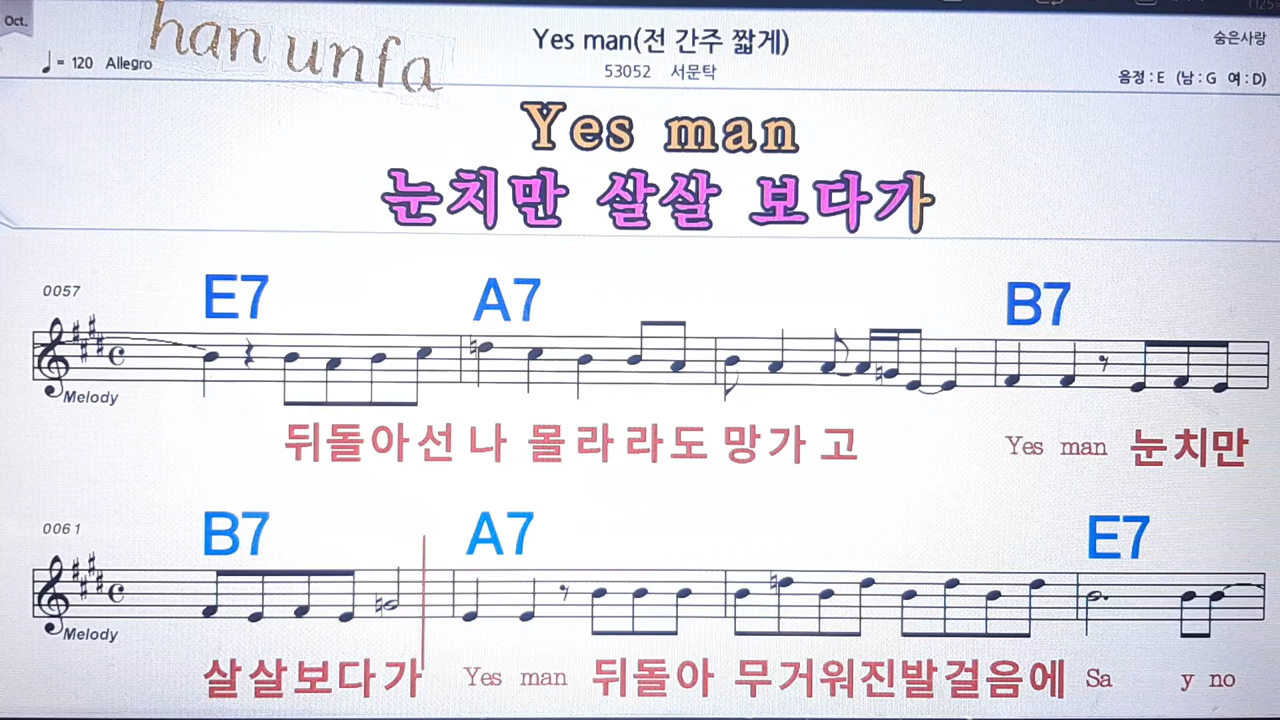 Oct.
han unfa
Yes man(전 간주 짧게)
숨은사랑
♩ = 120 Allegro
53052 서문탁
음정 : E (남 : G 여 : D)
Yes man
눈치만 살살 보다가
0057
E7 A7 B7
Melody
뒤돌아선 나 몰라라도 망가고 Yes man 눈치만
0061
B7 A7 E7
Melody
살살보다가 Yes man 뒤돌아 무거워진발걸음에 Sa y no